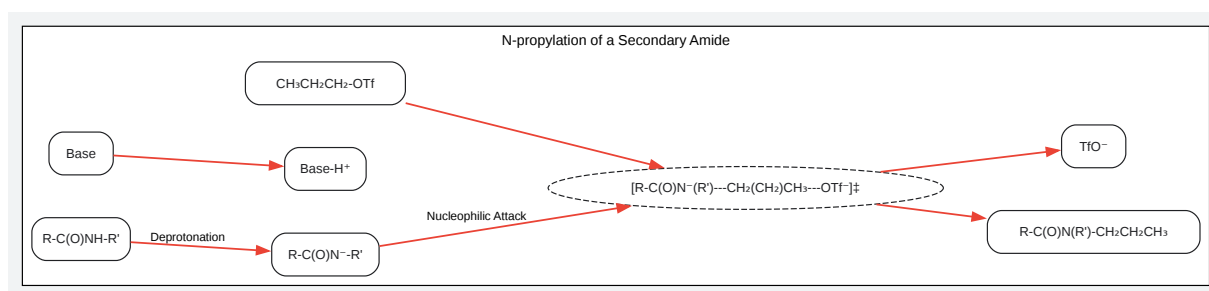 N-propylation of a Secondary Amide
CH₃CH₂CH₂-OTf
Base
Base-H⁺
TfO⁻
[R-C(O)N⁻(R')---CH₂(CH₂)CH₃---OTf⁻]‡
Nucleophilic Attack
R-C(O)NH-R'
Deprotonation
R-C(O)N⁻-R'
R-C(O)N(R')-CH₂CH₂CH₃